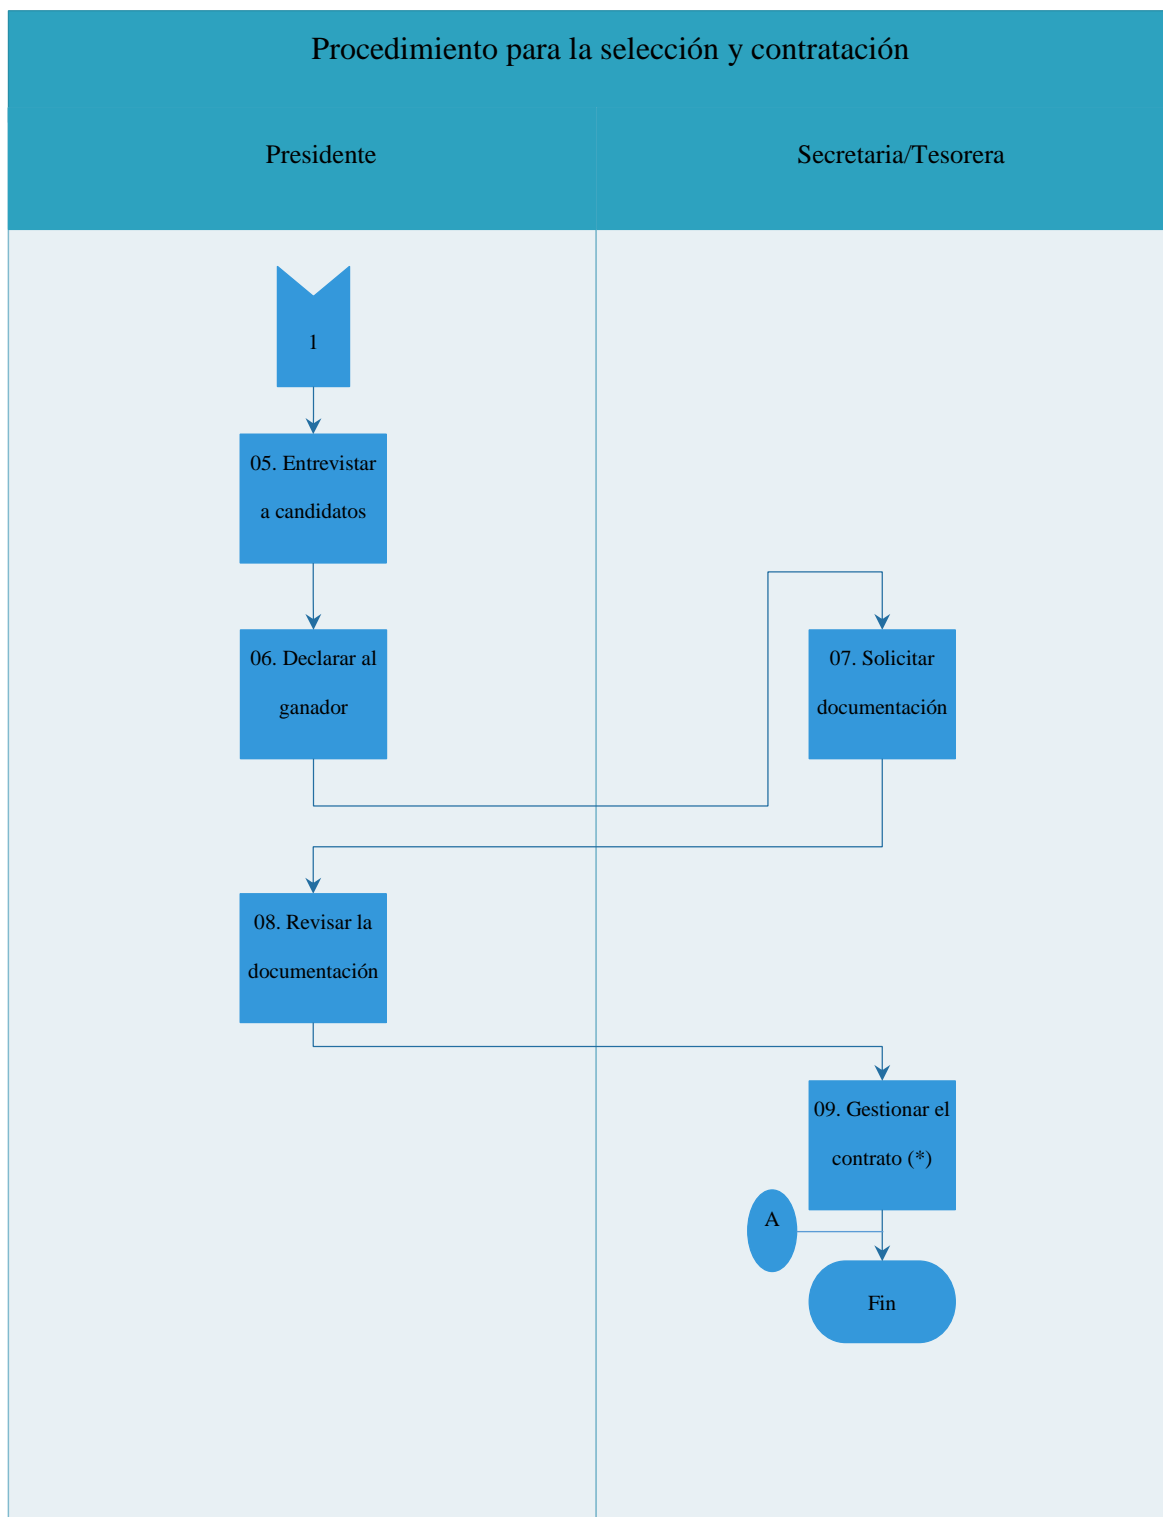 Procedimiento para la selección y contratación
Presidente
Secretaria/Tesorera
1
05. Entrevistar
a candidatos
06. Declarar al
ganador
07. Solicitar
documentación
08. Revisar la
documentación
09. Gestionar el
contrato (*)
A
Fin